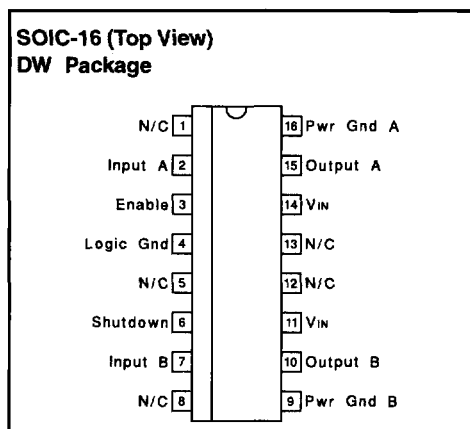 SOIC-16 (Top View)
DW Package
N/C 1 16 Pwr Gnd A
Input A 2 15 Output A
Enable 3 14 VIN
Logic Gnd 4 13 N/C
N/C 5 12 N/C
Shutdown 6 11 VIN
Input B 7 10 Output B
N/C 8 9 Pwr Gnd B